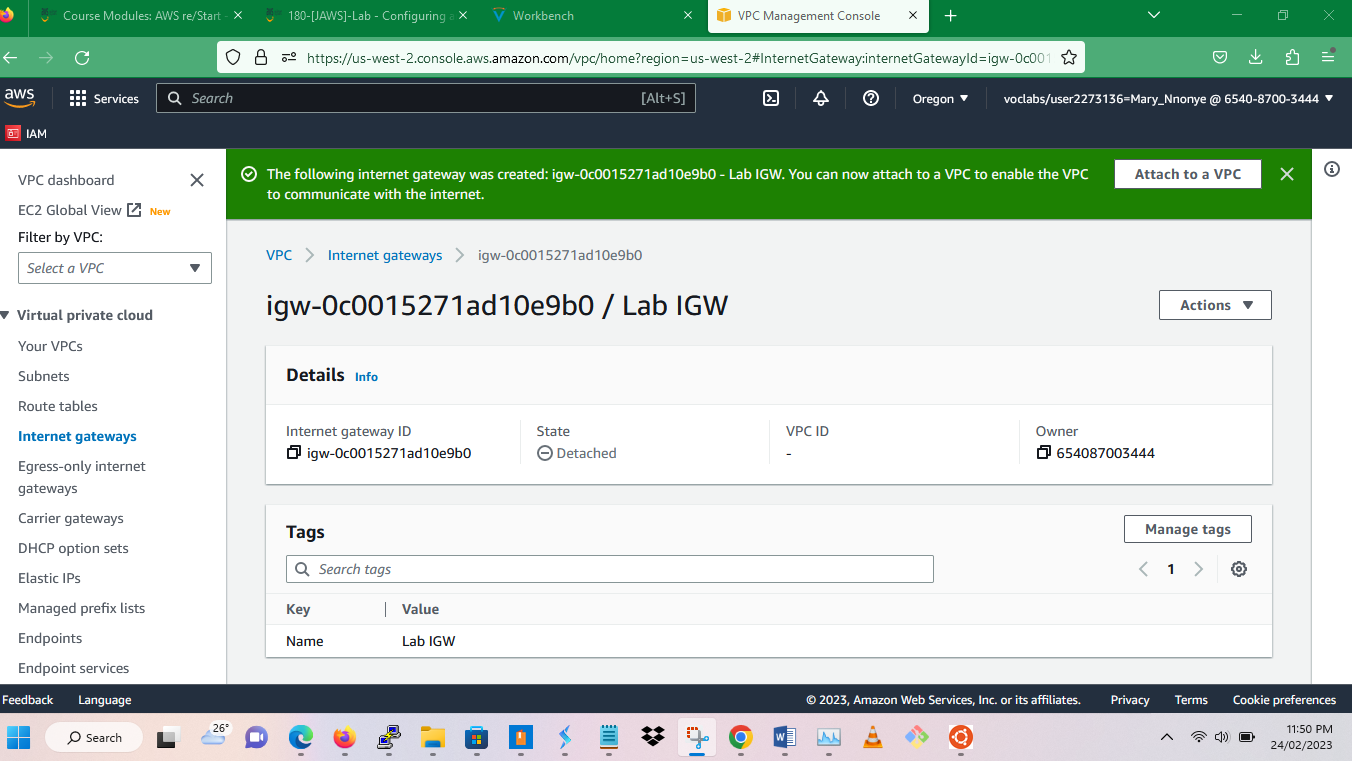 Course Modules: AWS re/Start -
180-[JAWS]-Lab - Configuring a
Workbench
VPC Management Console
https://us-west-2.console.aws.amazon.com/vpc/home?region=us-west-2#InternetGateway:internetGatewayId=igw-0c001
aws
Services
Search
[Alt+S]
Oregon
voclabs/user2273136=Mary_Nnonye @ 6540-8700-3444
IAM
VPC dashboard
EC2 Global View New
Filter by VPC:
Select a VPC
Virtual private cloud
Your VPCs
Subnets
Route tables
Internet gateways
Egress-only internet
gateways
Carrier gateways
DHCP option sets
Elastic IPs
Managed prefix lists
Endpoints
Endpoint services
The following internet gateway was created: igw-0c0015271ad10e9b0 - Lab IGW. You can now attach to a VPC to enable the VPC
to communicate with the internet.
Attach to a VPC
VPC
Internet gateways
igw-0c0015271ad10e9b0
igw-0c0015271ad10e9b0 / Lab IGW
Actions
Details Info
Internet gateway ID
igw-0c0015271ad10e9b0
State
Detached
VPC ID
-
Owner
654087003444
Tags
Manage tags
Search tags
1
Key
Value
Name
Lab IGW
Feedback
Language
© 2023, Amazon Web Services, Inc. or its affiliates.
Privacy
Terms
Cookie preferences
Search
26°
11:50 PM
24/02/2023